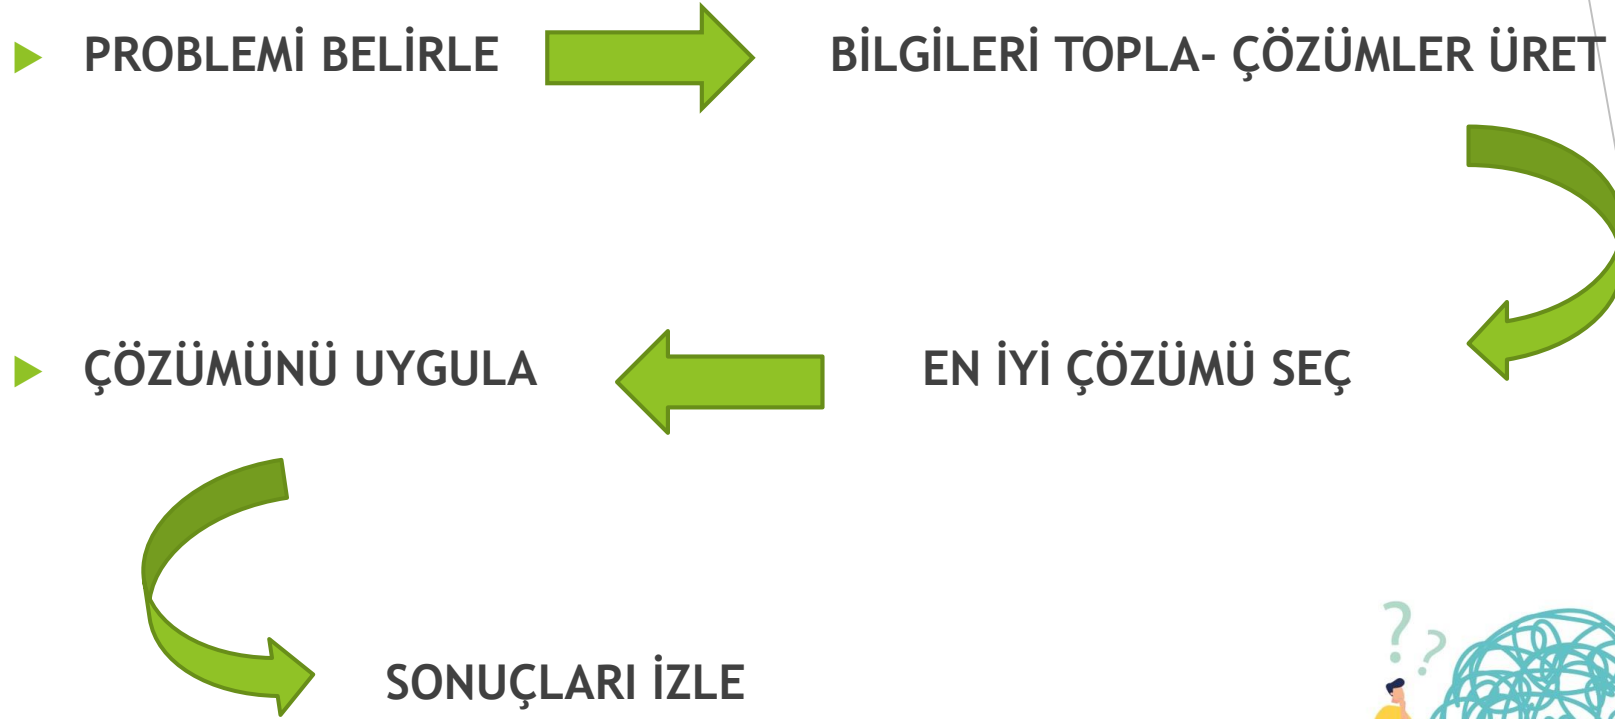 PROBLEMİ BELİRLE
BİLGİLERİ TOPLA- ÇÖZÜMLER ÜRET
EN İYİ ÇÖZÜMÜ SEÇ
ÇÖZÜMÜNÜ UYGULA
SONUÇLARI İZLE
? ?